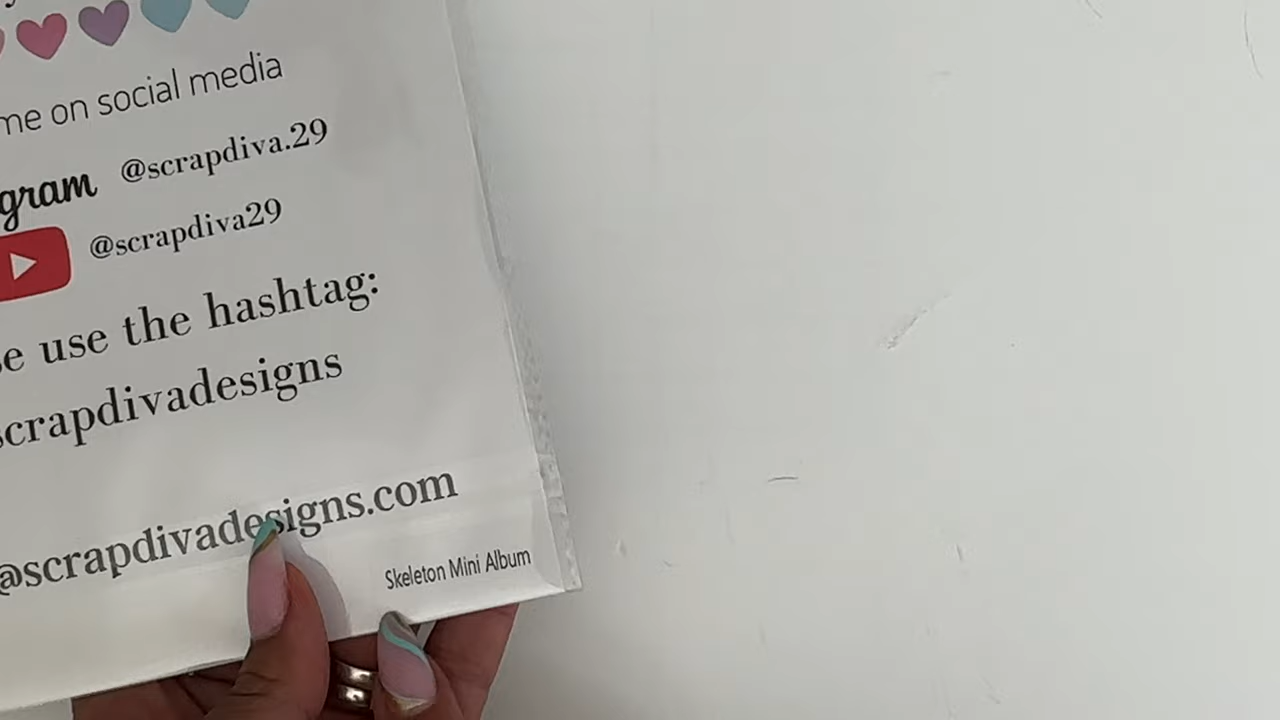 me on social media
gram @scrapdiva.29
@scrapdiva29
e use the hashtag:
scrapdivadesigns
@scrapdivadesigns.com
Skeleton Mini Album